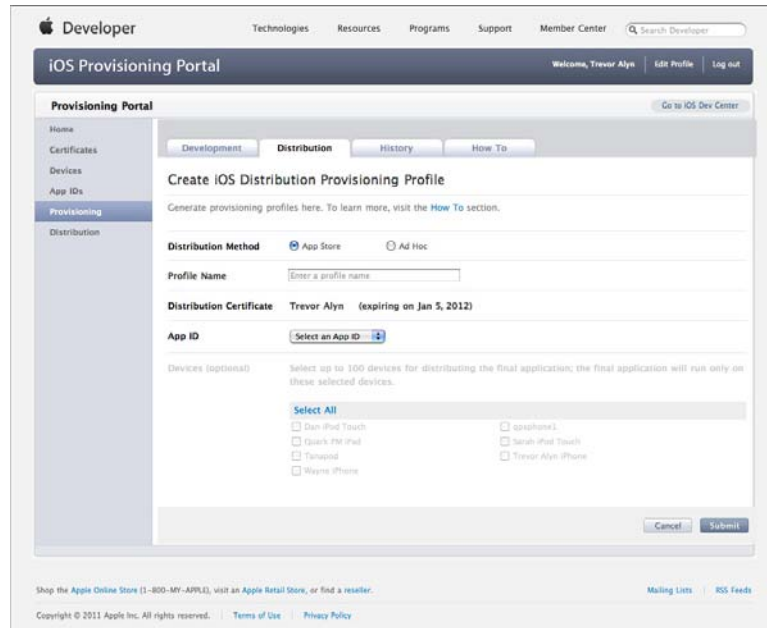 Developer
Technologies Resources Programs Support Member Center Search Developer
iOS Provisioning Portal
Welcome, Trevor Alyn Edit Profile Log out
Provisioning Portal
Go to iOS Dev Center
Home
Certificates
Devices
App IDs
Provisioning
Distribution
Development Distribution History How To
Create iOS Distribution Provisioning Profile
Generate provisioning profiles here. To learn more, visit the How To section.
Distribution Method App Store Ad Hoc
Profile Name Enter a profile name
Distribution Certificate Trevor Alyn (expiring on Jan 5, 2012)
App ID Select an App ID
Devices (optional) Select up to 100 devices for distributing the final application; the final application will run only on
these selected devices.
Select All
Dan iPod Touch qpsphone1
Quark PM iPad Sarah iPod Touch
Tanapod Trevor Alyn iPhone
Wayne iPhone
Cancel Submit
Shop the Apple Online Store (1-800-MY-APPLE), visit an Apple Retail Store, or find a reseller.
Mailing Lists RSS Feeds
Copyright © 2011 Apple Inc. All rights reserved. Terms of Use Privacy Policy